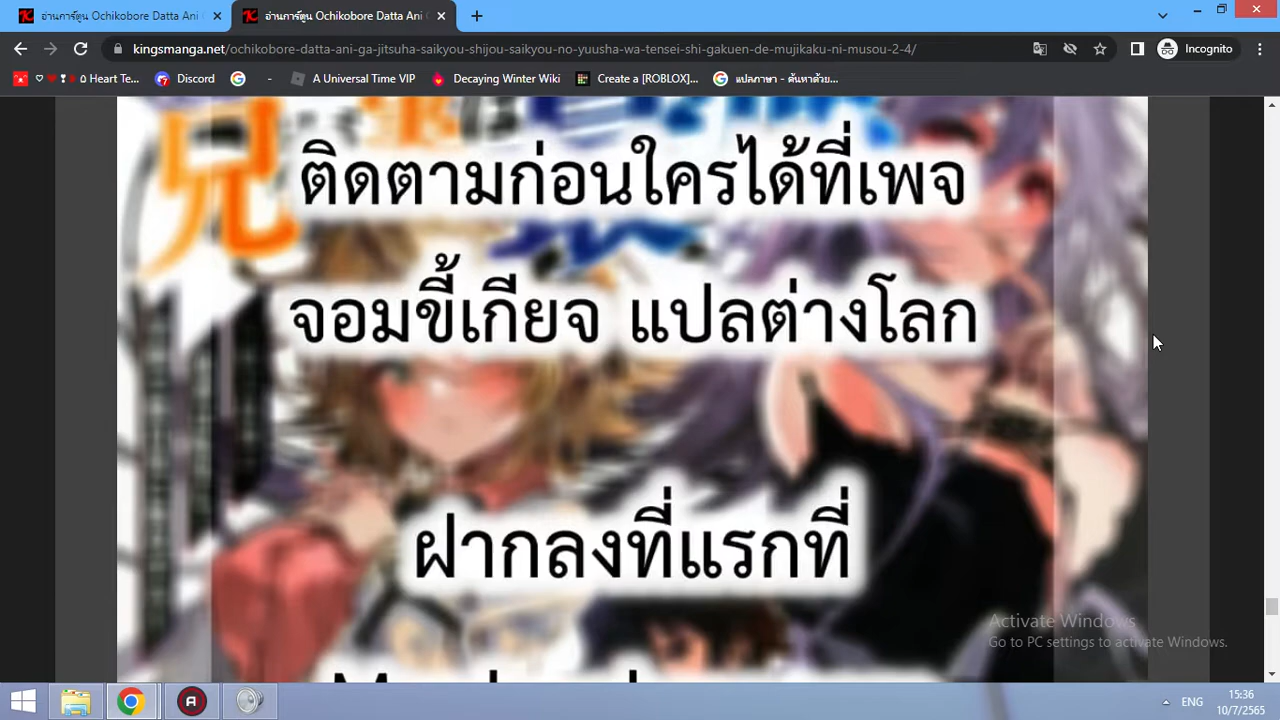 อ่านการ์ตูน Ochikobore Datta Ani
อ่านการ์ตูน Ochikobore Datta Ani
kingsmanga.net/ochikobore-datta-ani-ga-jitsuha-saikyou-shijou-saikyou-no-yuusha-wa-tensei-shi-gakuen-de-mujikaku-ni-musou-2-4/
Incognito
0 Heart Te...
Discord
-
A Universal Time VIP
Decaying Winter Wiki
Create a [ROBLOX]...
แปลภาษา - ค้นหาด้วย...
兄
ติดตามก่อนใครได้ที่เพจ
จอมขี้เกียจ แปลต่างโลก
ฝากลงที่แรกที่
Activate Windows
Go to PC settings to activate Windows.
ENG
15:36
10/7/2565